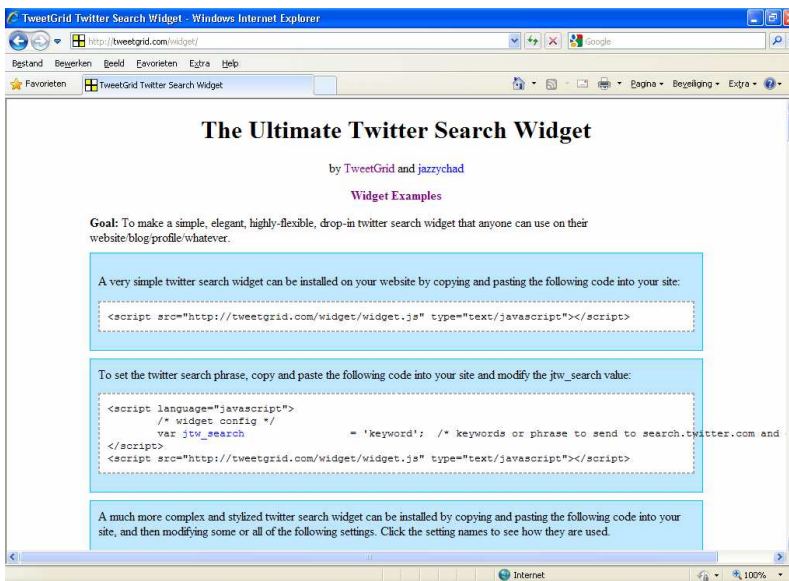 TweetGrid Twitter Search Widget - Windows Internet Explorer
http://tweetgrid.com/widget/
Google
Bestand Bewerken Beeld Favorieten Extra Help
Favorieten TweetGrid Twitter Search Widget Pagina Beveiliging Extra
The Ultimate Twitter Search Widget
by TweetGrid and jazzychad
Widget Examples
Goal: To make a simple, elegant, highly-flexible, drop-in twitter search widget that anyone can use on their
website/blog/profile/whatever.
A very simple twitter search widget can be installed on your website by copying and pasting the following code into your site:
<script src="http://tweetgrid.com/widget/widget.js" type="text/javascript"></script>
To set the twitter search phrase, copy and paste the following code into your site and modify the jtw_search value:
<script language="javascript">
/* widget config */
var jtw_search = 'keyword'; /* keywords or phrase to send to search.twitter.com and
</script>
<script src="http://tweetgrid.com/widget/widget.js" type="text/javascript"></script>
A much more complex and stylized twitter search widget can be installed by copying and pasting the following code into your
site, and then modifying some or all of the following settings. Click the setting names to see how they are used.
Internet 100%